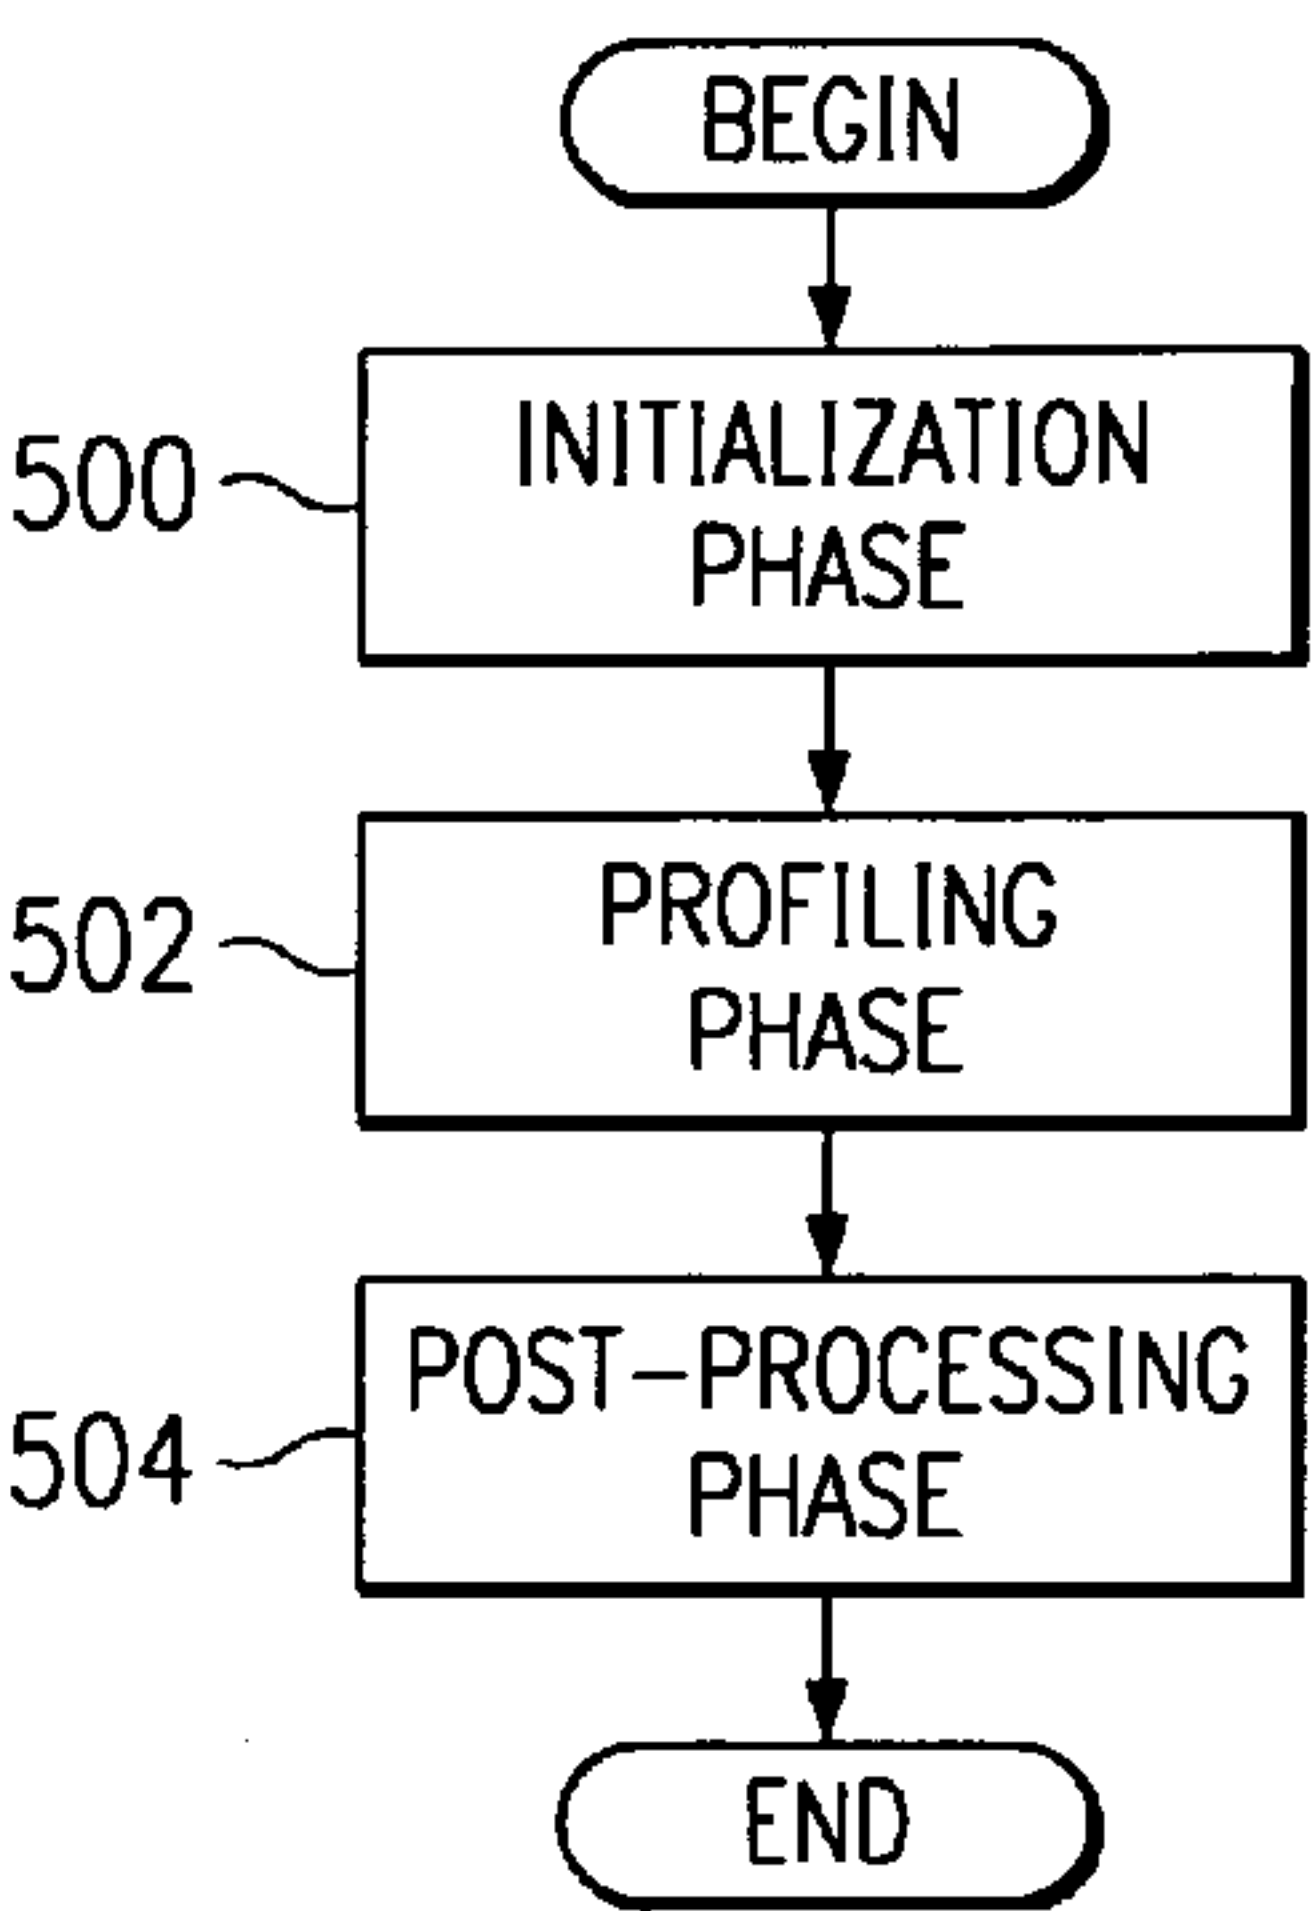 BEGIN
500
INITIALIZATION
PHASE
502
PROFILING
PHASE
504
POST-PROCESSING
PHASE
END